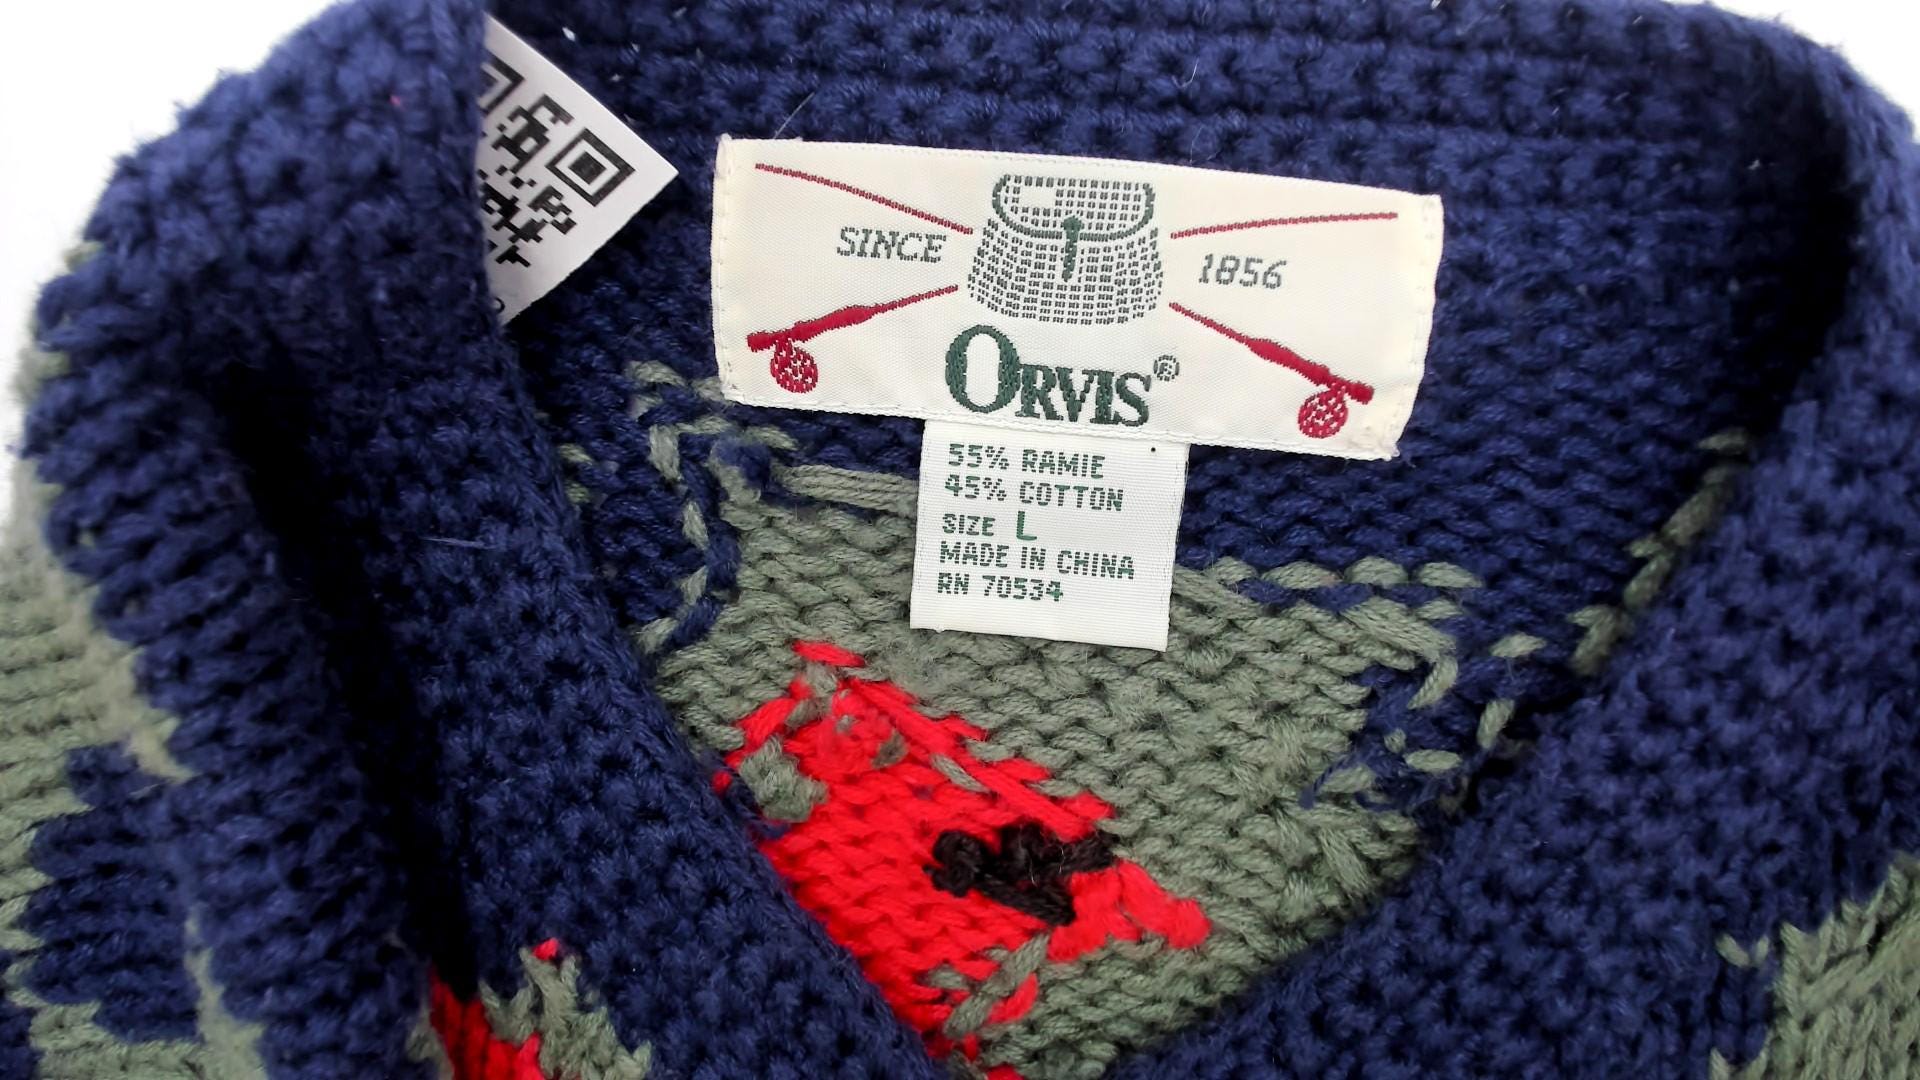 SINCE 1856
ORVIS®
55% RAMIE
45% COTTON
SIZE L
MADE IN CHINA
RN 70534